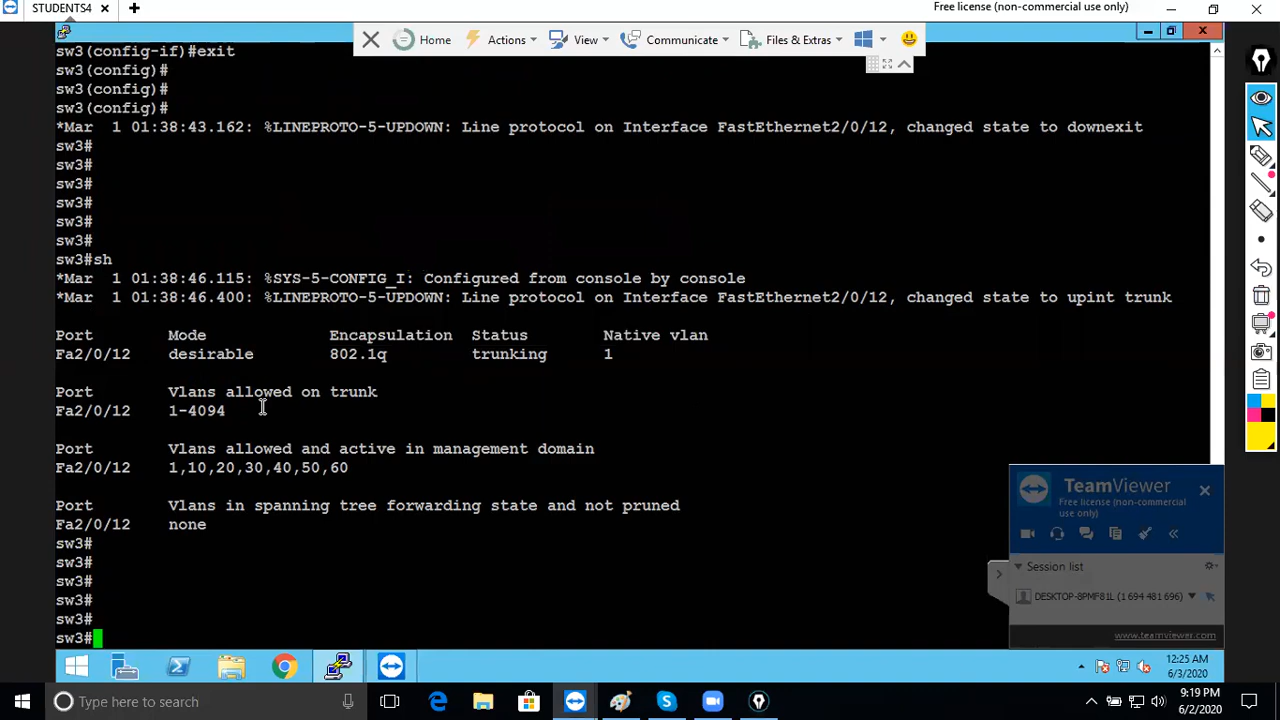 STUDENTS4
Free license (non-commercial use only)
Home
Actions
View
Communicate
Files & Extras
sw3(config-if)#exit
sw3(config)#
sw3(config)#
sw3(config)#
*Mar  1 01:38:43.162: %LINEPROTO-5-UPDOWN: Line protocol on Interface FastEthernet2/0/12, changed state to downexit
sw3#
sw3#
sw3#
sw3#
sw3#
sw3#
sw3#sh
*Mar  1 01:38:46.115: %SYS-5-CONFIG_I: Configured from console by console
*Mar  1 01:38:46.400: %LINEPROTO-5-UPDOWN: Line protocol on Interface FastEthernet2/0/12, changed state to upint trunk
Port        Mode             Encapsulation  Status        Native vlan
Fa2/0/12    desirable        802.1q         trunking      1
Port        Vlans allowed on trunk
Fa2/0/12    1-4094
Port        Vlans allowed and active in management domain
Fa2/0/12    1,10,20,30,40,50,60
Port        Vlans in spanning tree forwarding state and not pruned
Fa2/0/12    none
sw3#
sw3#
sw3#
sw3#
sw3#
sw3#
TeamViewer
Free license (non-commercial
use only)
Session list
DESKTOP-8PMF81L (1 694 481 696)
www.teamviewer.com
12:25 AM
6/3/2020
Type here to search
9:19 PM
6/2/2020